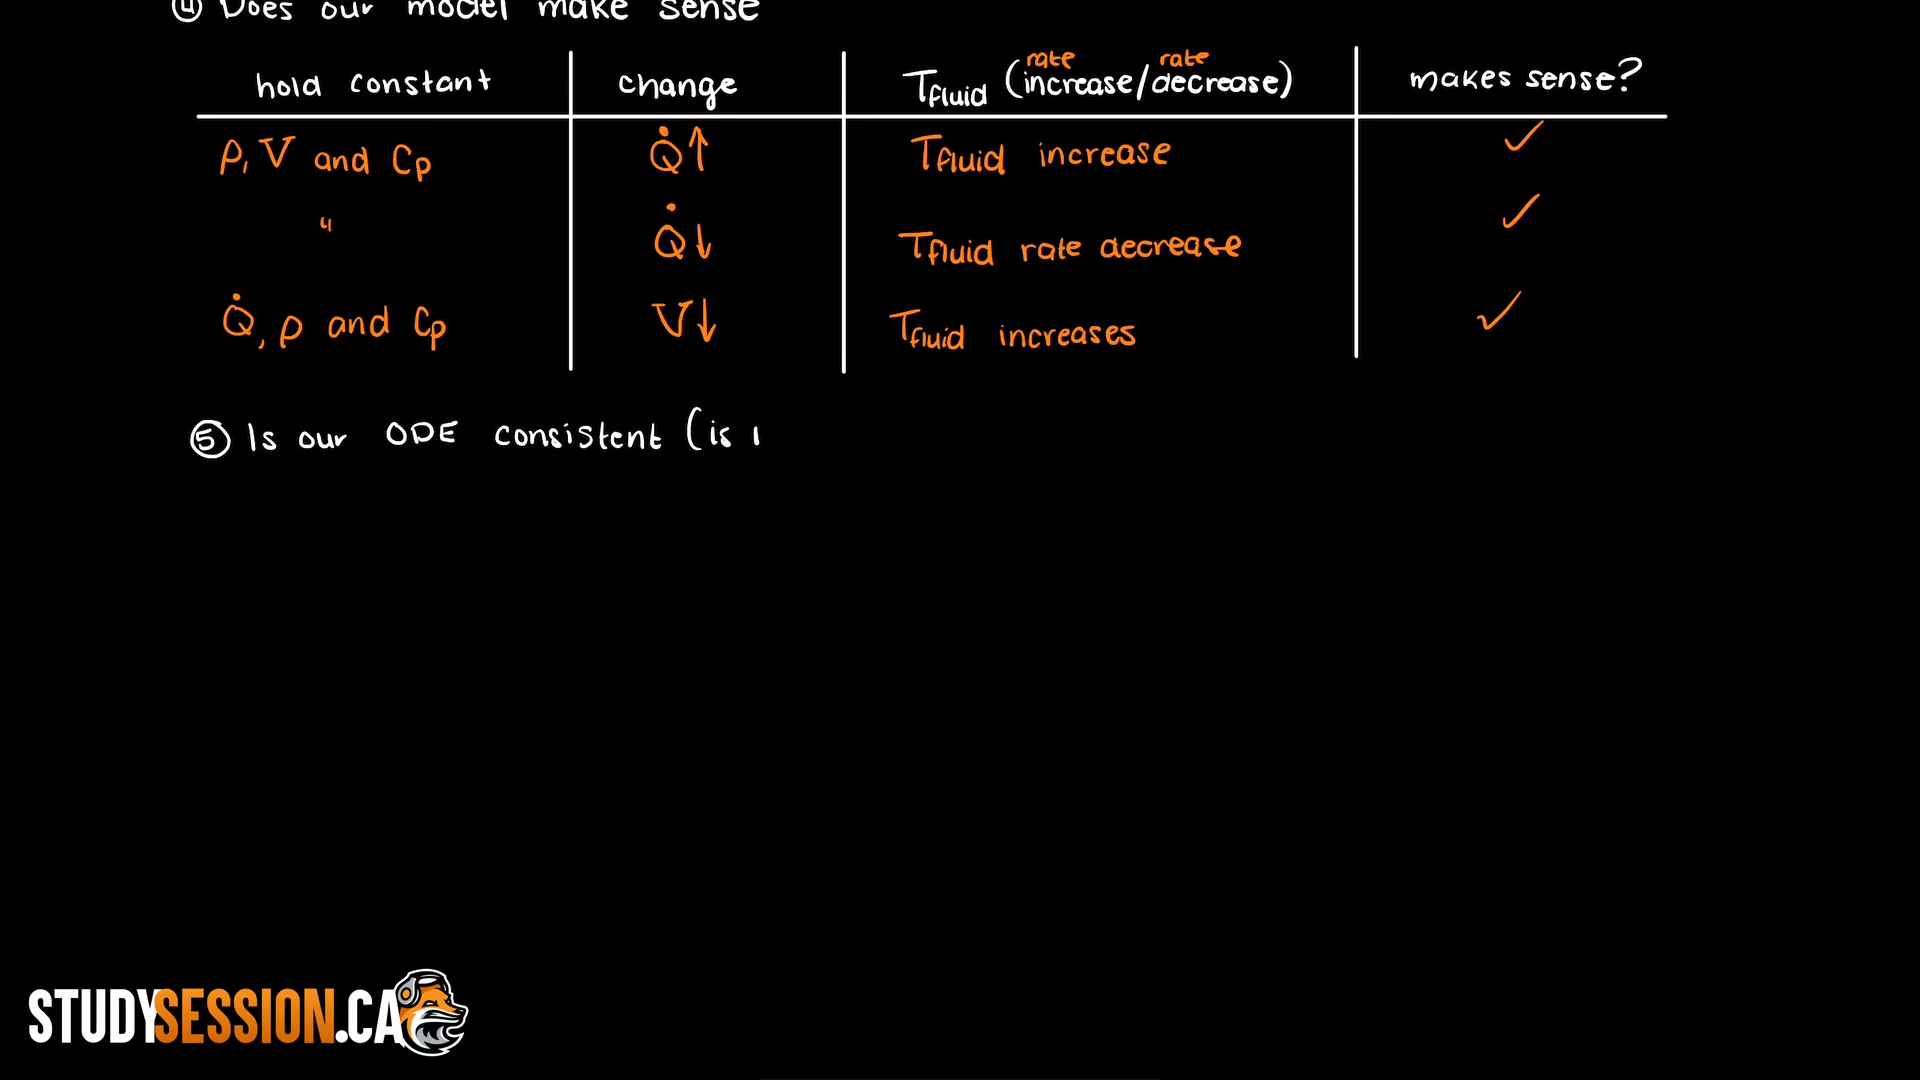 ④ Does our model make sense
rate rate
hold constant change Tfluid (increase/decrease) makes sense?
ρ, V and Cp Q̇↑ Tfluid increase ✓
" Q̇↓ Tfluid rate decrease ✓
Q̇, ρ and Cp V↓ Tfluid increases ✓
⑤ Is our ODE consistent (is
STUDYSESSION.CA